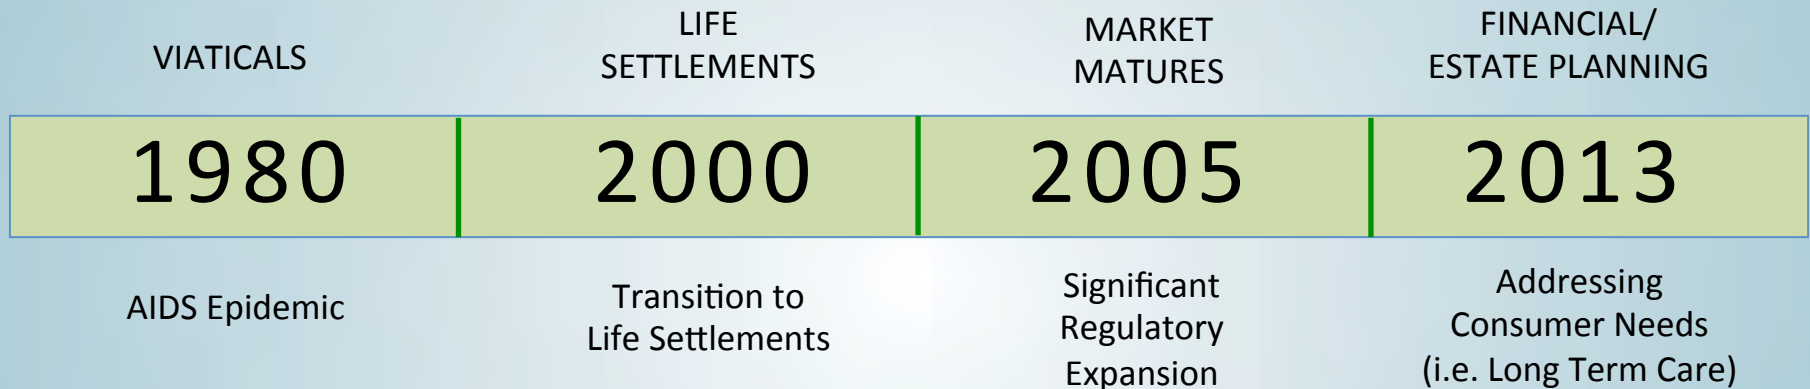 VIATICALS
LIFE
SETTLEMENTS
MARKET
MATURES
FINANCIAL/
ESTATE PLANNING
1980
2000
2005
2013
AIDS Epidemic
Transition to
Life Settlements
Significant
Regulatory
Expansion
Addressing
Consumer Needs
(i.e. Long Term Care)